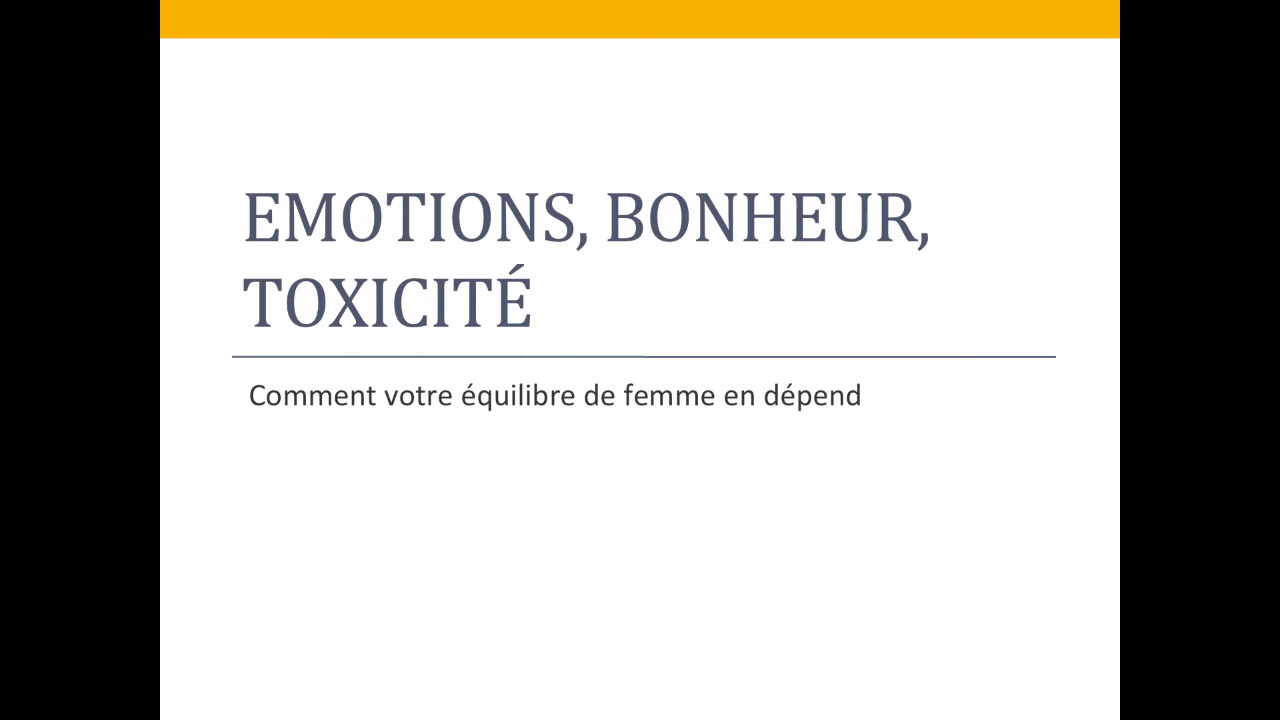 EMOTIONS, BONHEUR,
TOXICITÉ
Comment votre équilibre de femme en dépend